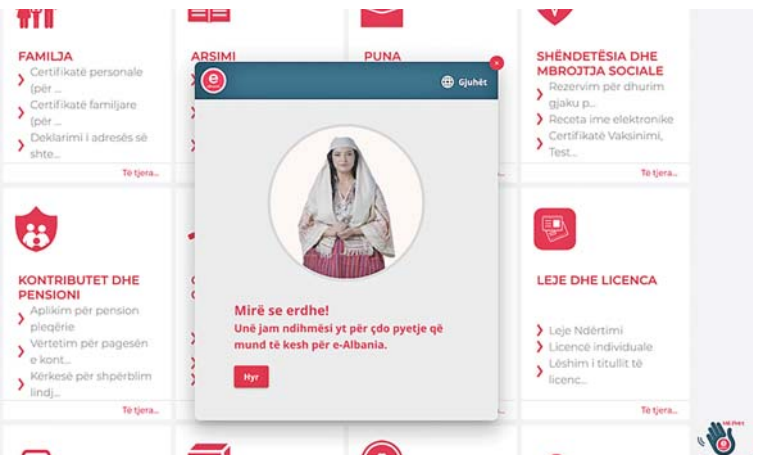 FAMILJA
Certifikatë personale
(për ...
Certifikatë familjare
(për ...
Deklarimi i adresës së
shte...
Të tjera...
ARSIMI
PUNA
SHËNDETËSIA DHE
MBROJTJA SOCIALE
Rezervim për dhurim
gjaku p...
Receta ime elektronike
Certifikatë Vaksinimi,
Test...
Të tjera...
Gjuhët
Mirë se erdhe!
Unë jam ndihmësi yt për çdo pyetje që
mund të kesh për e-Albania.
Hyr
KONTRIBUTET DHE
PENSIONI
Aplikim për pension
pleqërie
Vërtetim për pagesën
e kont...
Kërkesë për shpërblim
lindj...
Të tjera...
LEJE DHE LICENCA
Leje Ndërtimi
Licencë individuale
Lëshim i titullit të
licenc...
Të tjera...